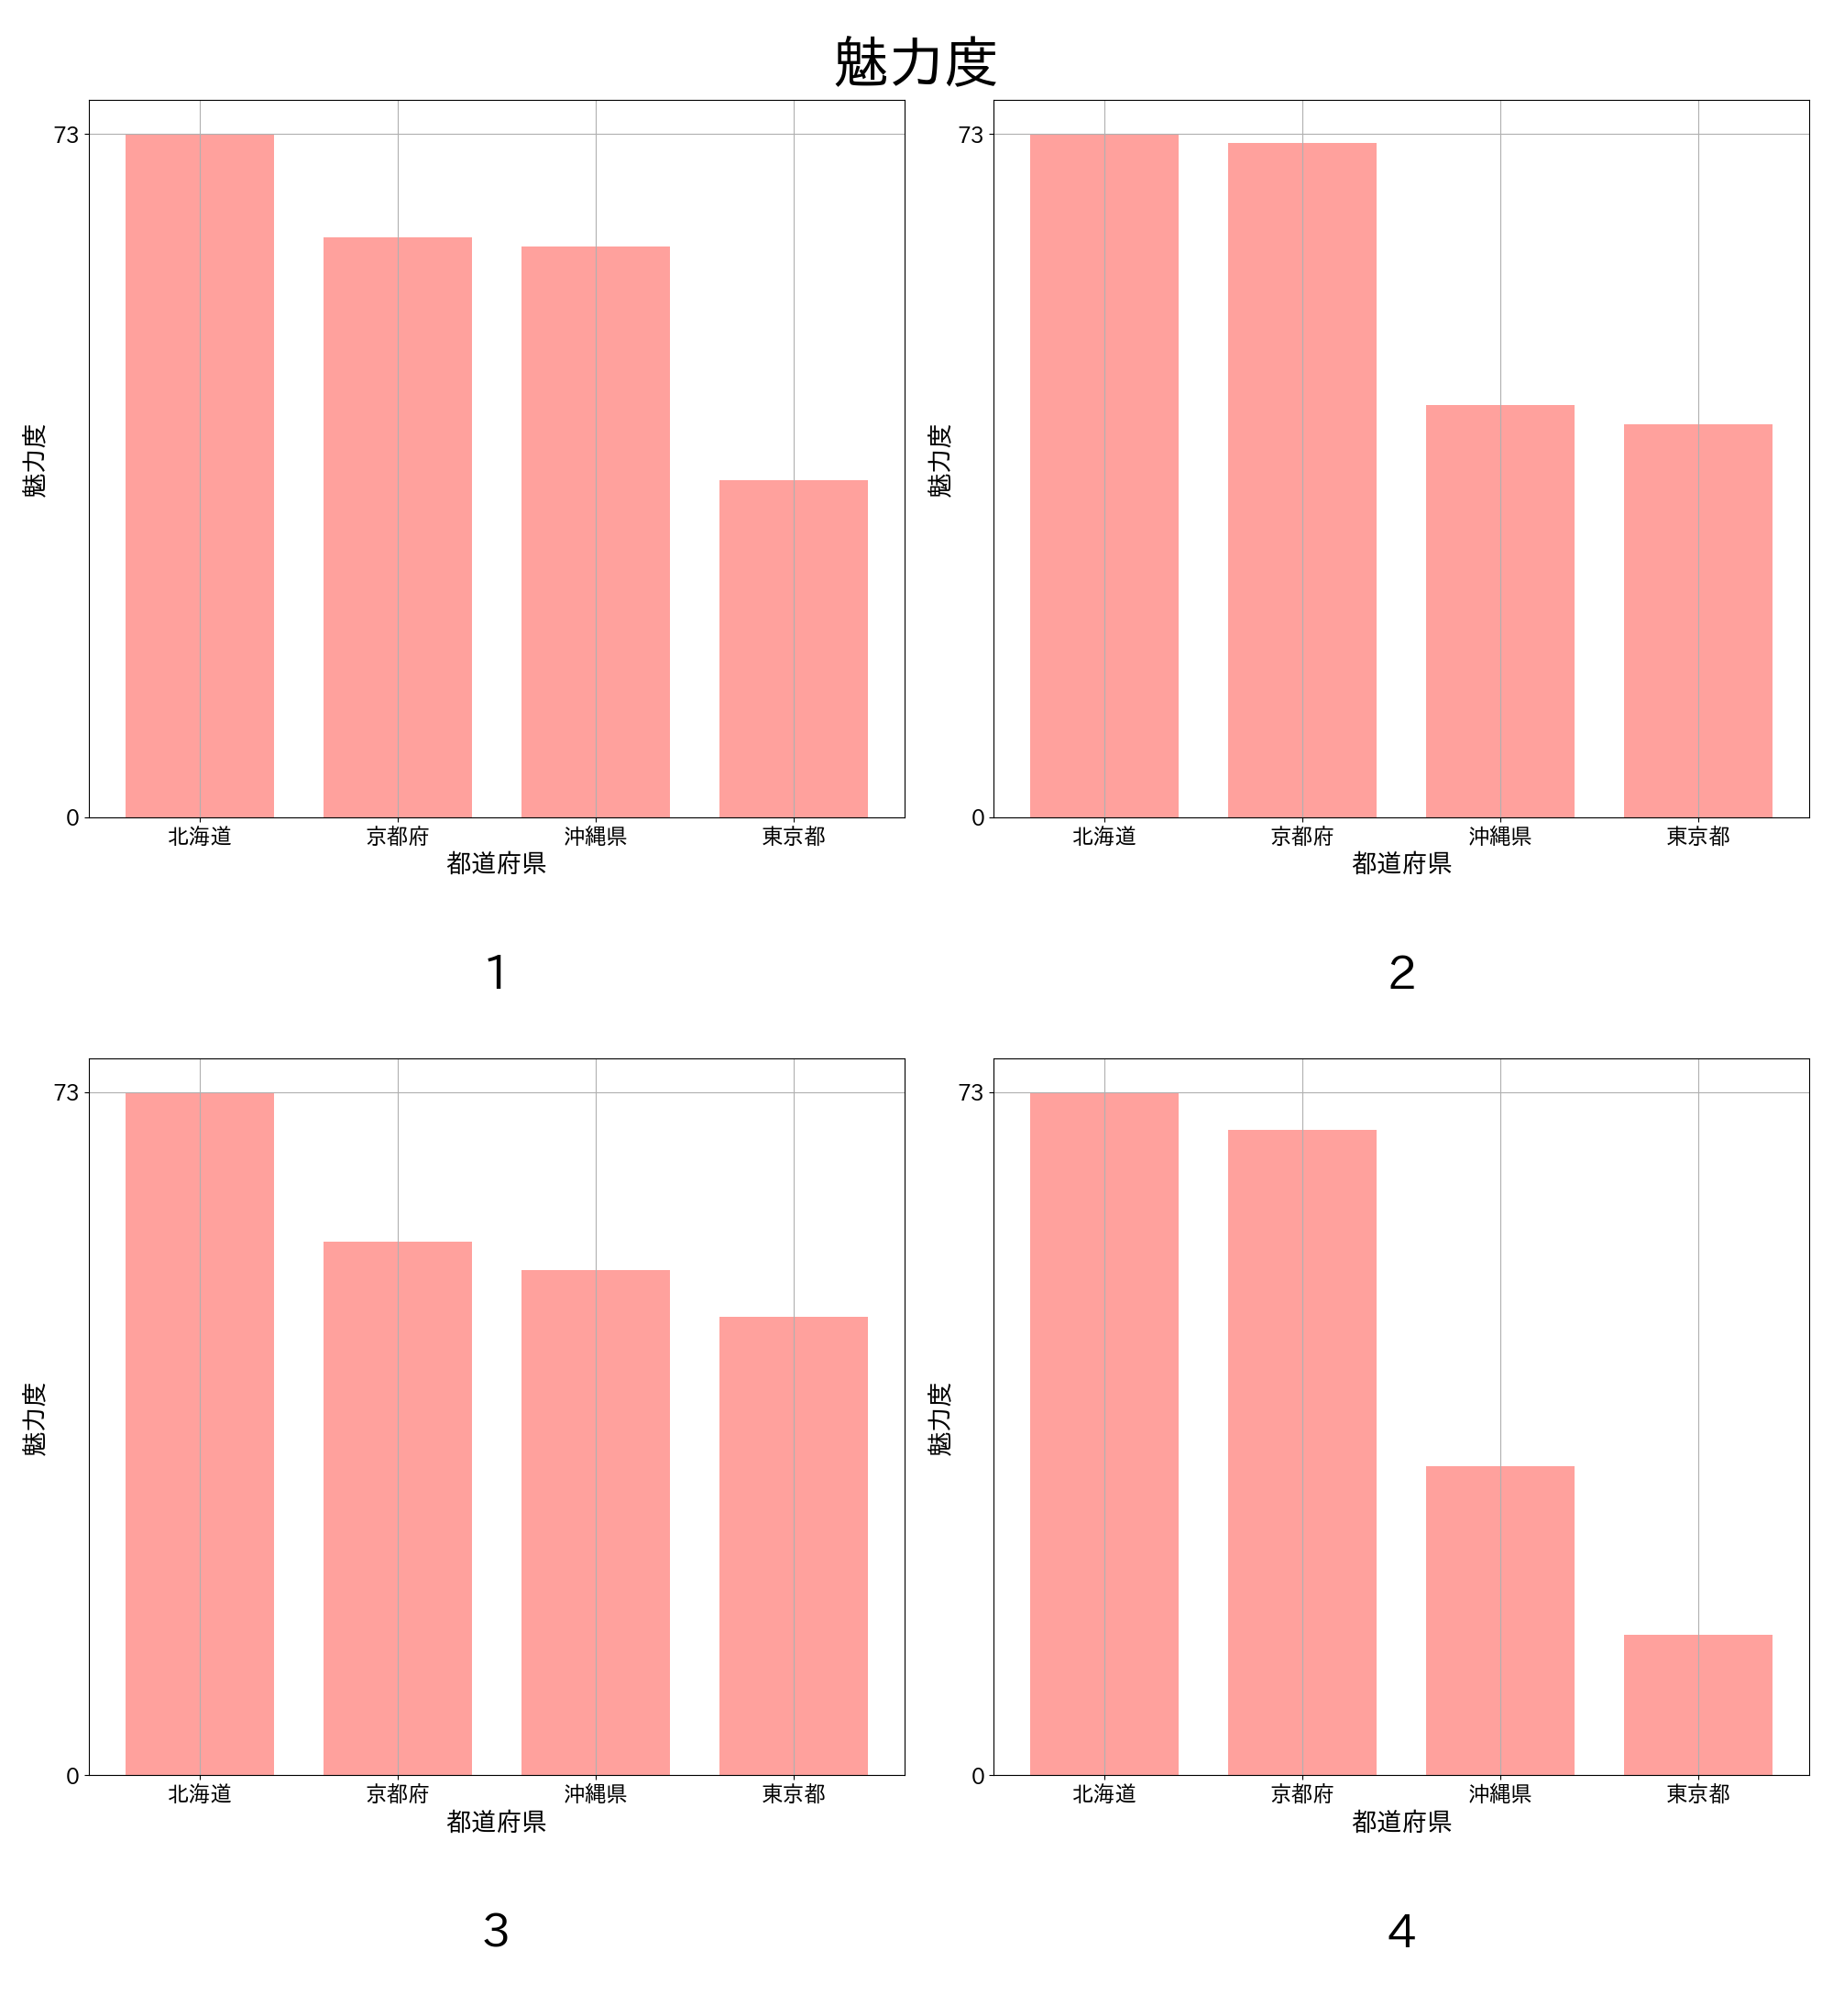 魅力度
73
魅力度
0
北海道 京都府 沖縄県 東京都
都道府県
1
73
魅力度
0
北海道 京都府 沖縄県 東京都
都道府県
2
73
魅力度
0
北海道 京都府 沖縄県 東京都
都道府県
3
73
魅力度
0
北海道 京都府 沖縄県 東京都
都道府県
4